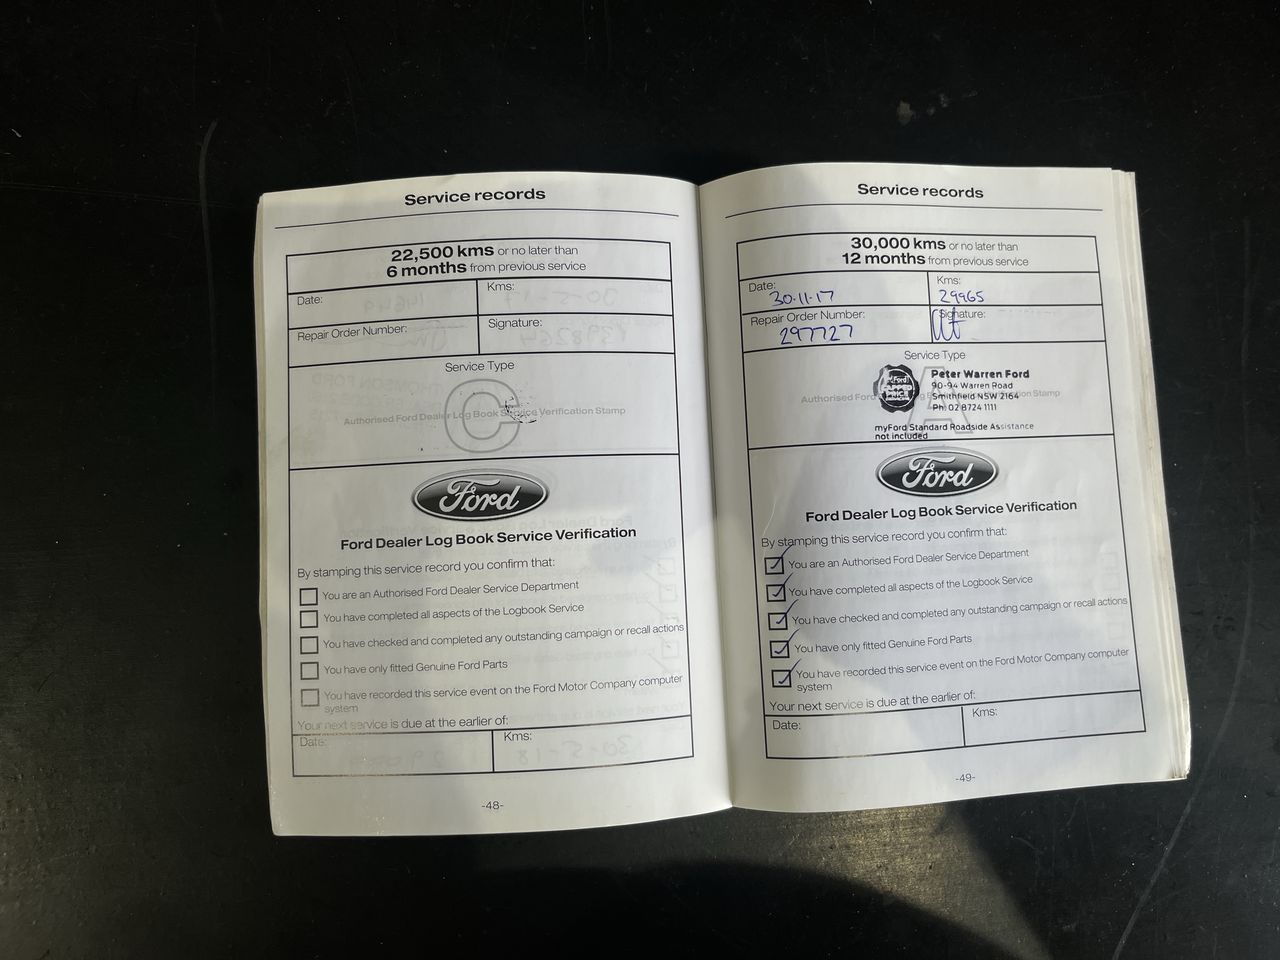 Service records
22,500 kms or no later than
6 months from previous service
Date:
Kms:
Repair Order Number:
Signature:
Service Type
C
Authorised Ford Dealer Log Book Service Verification Stamp
Ford
Ford Dealer Log Book Service Verification
By stamping this service record you confirm that:
You are an Authorised Ford Dealer Service Department
You have completed all aspects of the Logbook Service
You have checked and completed any outstanding campaign or recall actions
You have only fitted Genuine Ford Parts
You have recorded this service event on the Ford Motor Company computer
system
Your next service is due at the earlier of:
Date:
Kms:
-48-
Service records
30,000 kms or no later than
12 months from previous service
Date:
30-11-17
Kms:
29965
Repair Order Number:
297727
Signature:
Service Type
A
Authorised Ford
Stamp
myFord
CAPPED
PRICE
Peter Warren Ford
90-94 Warren Road
Smithfield NSW 2164
Ph: 02 8724 1111
myFord Standard Roadside Assistance
not included
Ford
Ford Dealer Log Book Service Verification
By stamping this service record you confirm that:
You are an Authorised Ford Dealer Service Department
You have completed all aspects of the Logbook Service
You have checked and completed any outstanding campaign or recall actions
You have only fitted Genuine Ford Parts
You have recorded this service event on the Ford Motor Company computer
system
Your next service is due at the earlier of:
Date:
Kms:
-49-